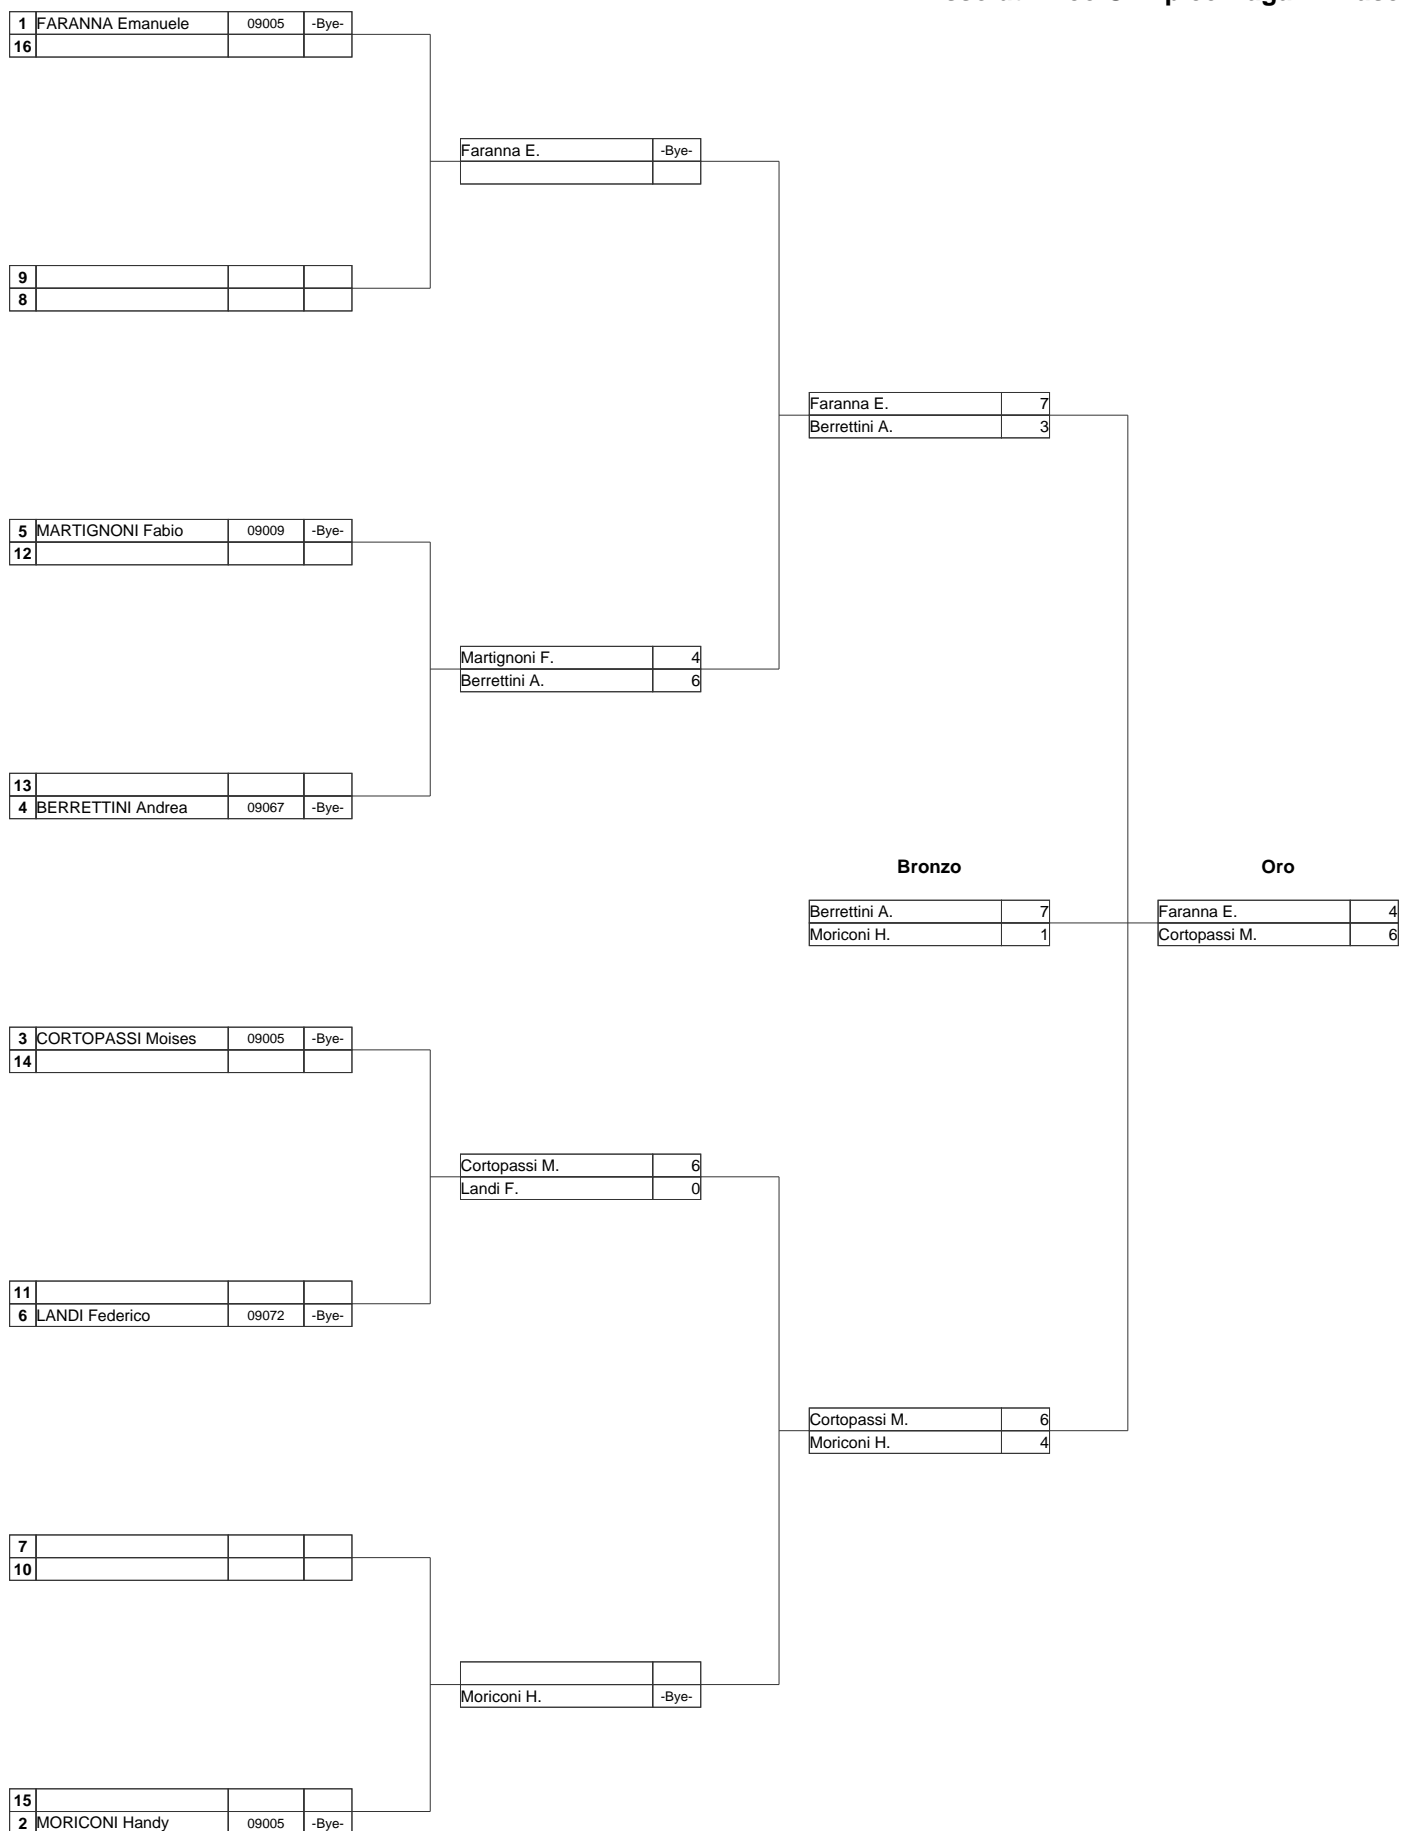 1 FARANNA Emanuele 09005 -Bye-
16
Faranna E. -Bye-
9
8
Faranna E. 7
Berrettini A. 3
5 MARTIGNONI Fabio 09009 -Bye-
12
Martignoni F. 4
Berrettini A. 6
13
4 BERRETTINI Andrea 09067 -Bye-
Bronzo Oro
Berrettini A. 7 Faranna E. 4
Moriconi H. 1 Cortopassi M. 6
3 CORTOPASSI Moises 09005 -Bye-
14
Cortopassi M. 6
Landi F. 0
11
6 LANDI Federico 09072 -Bye-
Cortopassi M. 6
Moriconi H. 4
7
10
Moriconi H. -Bye-
15
2 MORICONI Handy 09005 -Bye-